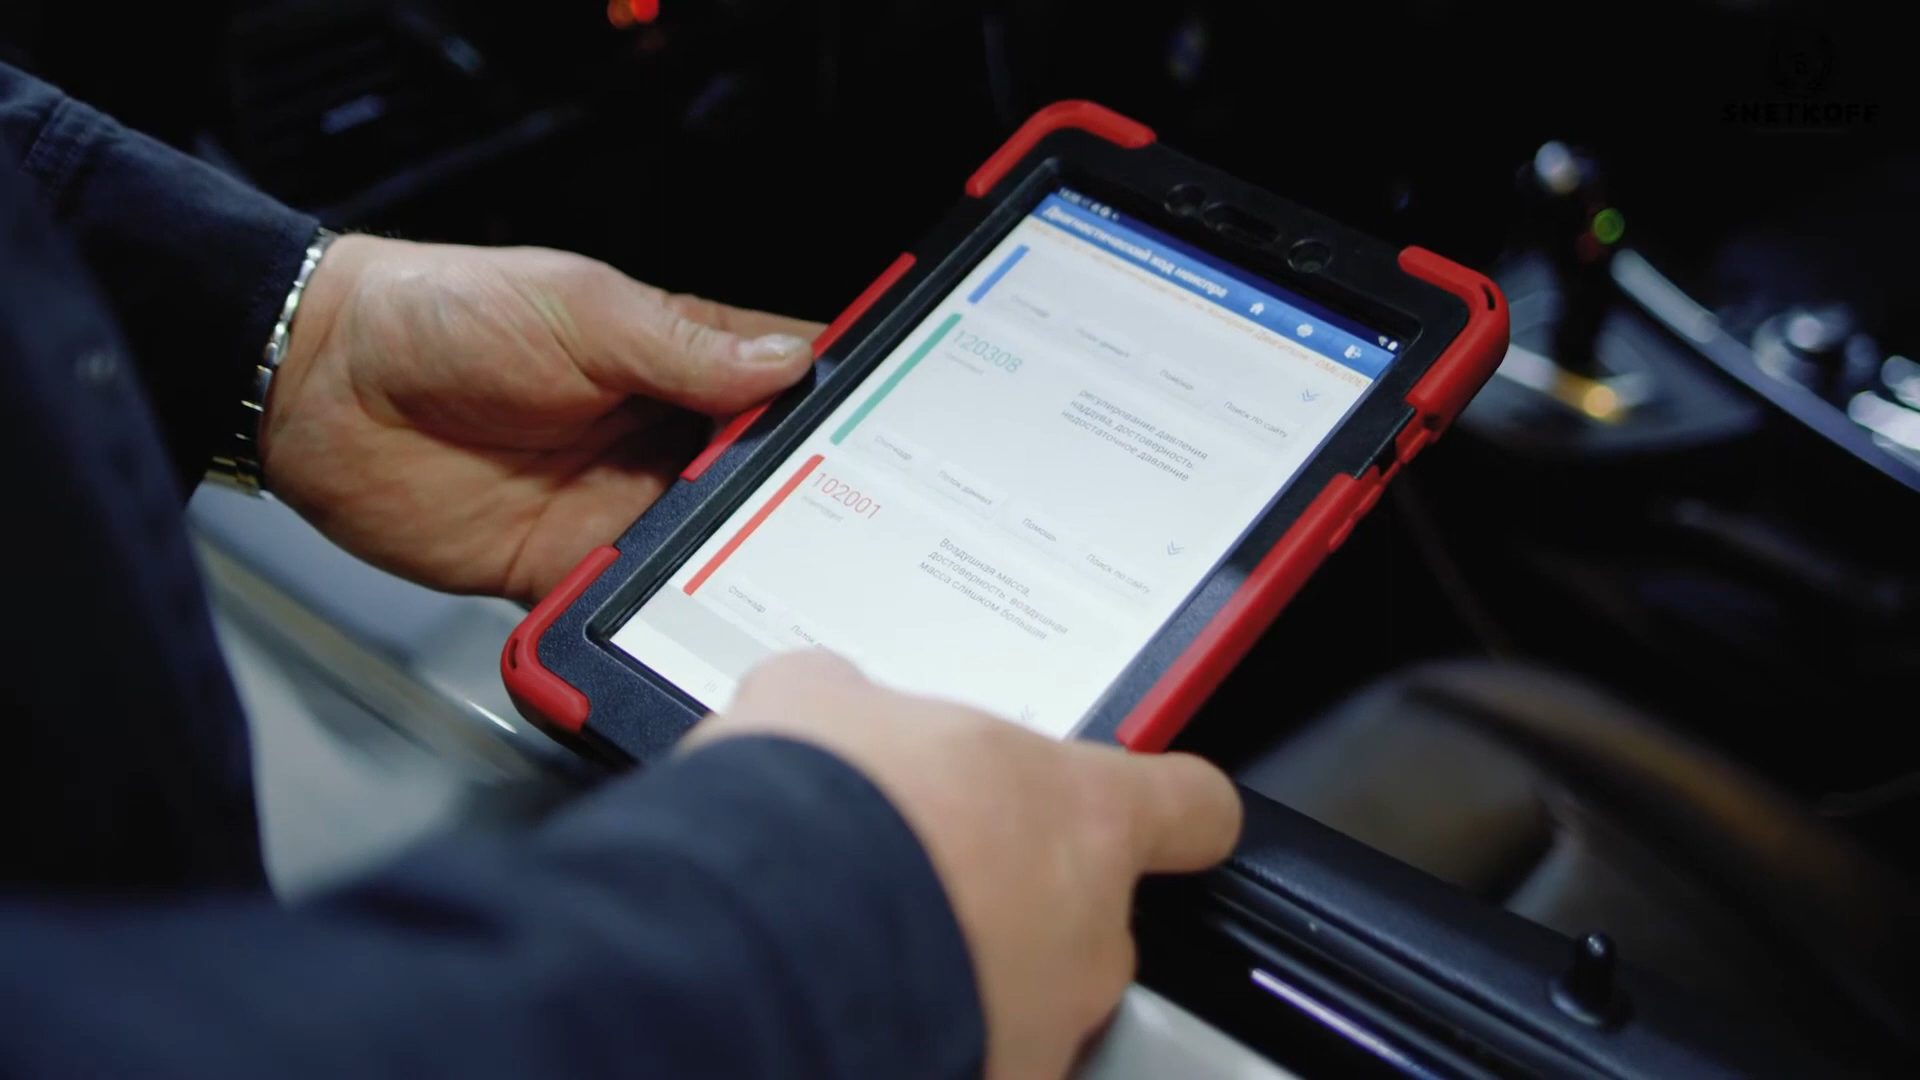 SNETKOFF
Диагностический код неиспра
Стоп-кадр Поток данных Помощь Поиск по сайту
120308
регулирование давления
наддува, достоверность:
недостаточное давление
Стоп-кадр Поток данных Помощь Поиск по сайту
102001
Воздушная масса,
достоверность: воздушная
масса слишком большая
Стоп-кадр